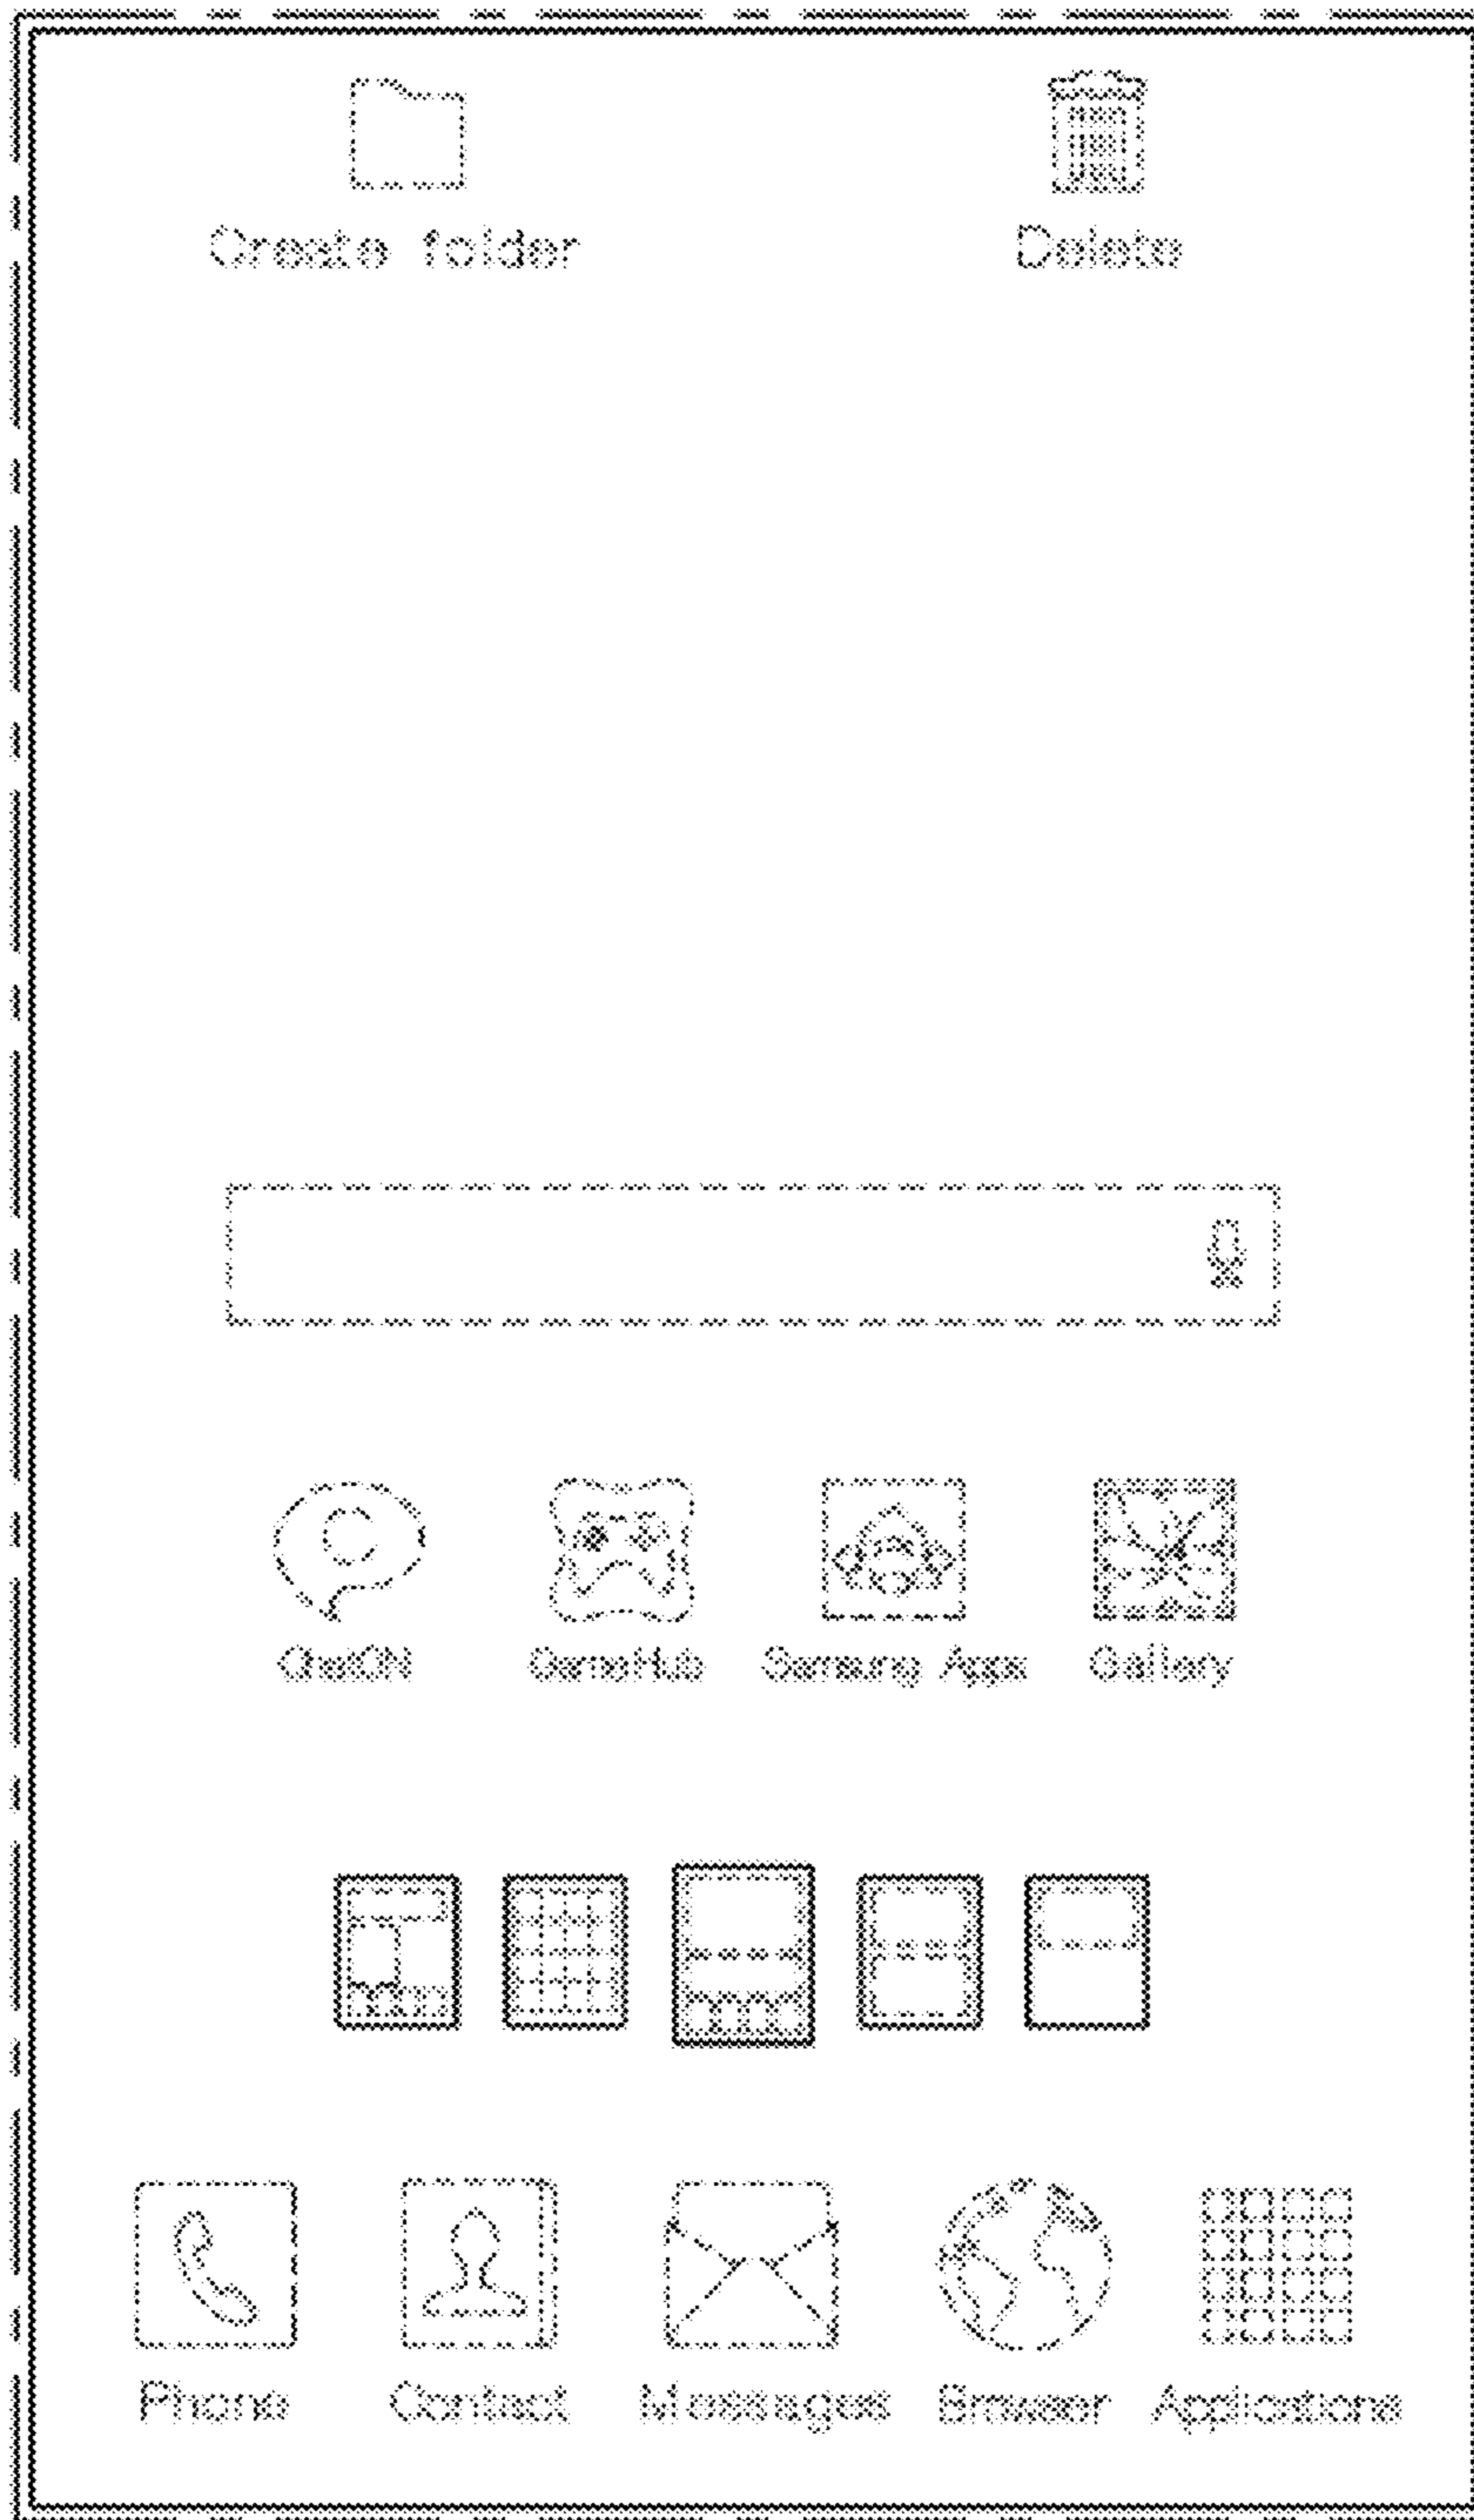 Create folder Delete
C
ChatON GameHub Samsung Apps Gallery
Phone Contact Messages Browser Applications